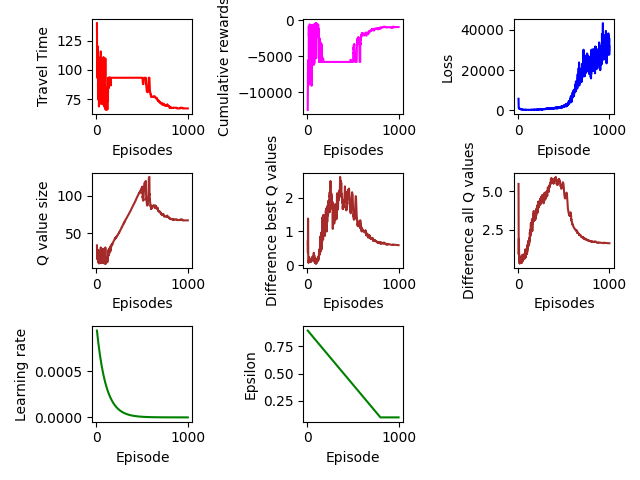 Travel Time
125
100
75
0 1000
Episodes
Cumulative rewards
0
−5000
−10000
0 1000
Episodes
Loss
40000
20000
0
0 1000
Episode
Q value size
100
50
0 1000
Episodes
Difference best Q values
2
1
0
0 1000
Episodes
Difference all Q values
5.0
2.5
0 1000
Episodes
Learning rate
0.0005
0.0000
0 1000
Episode
Epsilon
0.75
0.50
0.25
0 1000
Episode